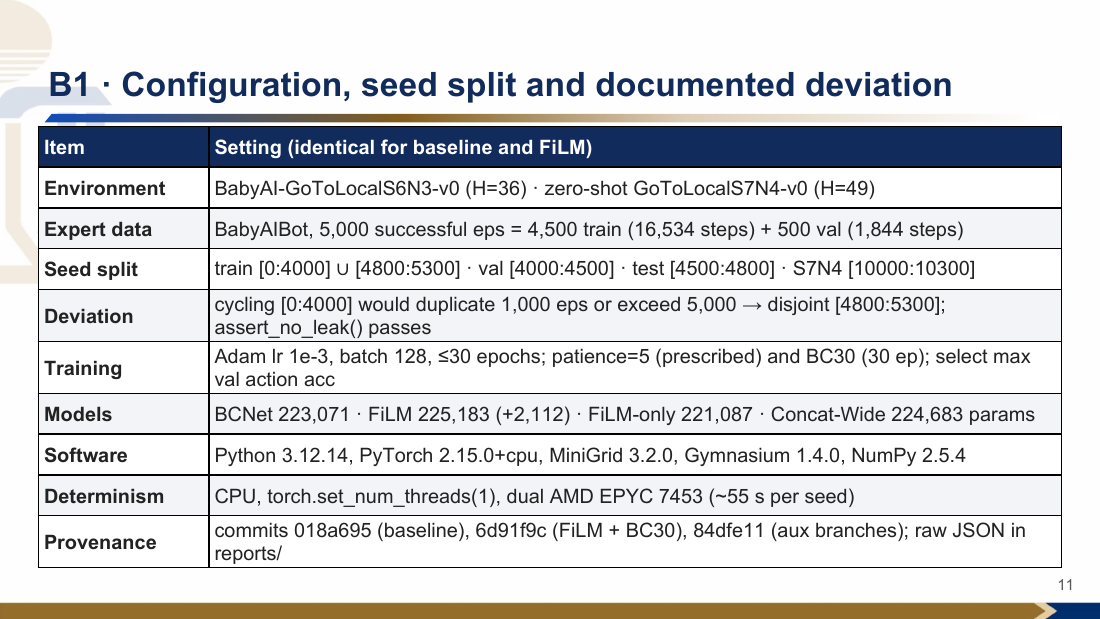 B1 · Configuration, seed split and documented deviation
Item
Setting (identical for baseline and FiLM)
Environment
BabyAI-GoToLocalS6N3-v0 (H=36) · zero-shot GoToLocalS7N4-v0 (H=49)
Expert data
BabyAIBot, 5,000 successful eps = 4,500 train (16,534 steps) + 500 val (1,844 steps)
Seed split
train [0:4000] ∪ [4800:5300] · val [4000:4500] · test [4500:4800] · S7N4 [10000:10300]
Deviation
cycling [0:4000] would duplicate 1,000 eps or exceed 5,000 → disjoint [4800:5300];
assert_no_leak() passes
Training
Adam lr 1e-3, batch 128, ≤30 epochs; patience=5 (prescribed) and BC30 (30 ep); select max
val action acc
Models
BCNet 223,071 · FiLM 225,183 (+2,112) · FiLM-only 221,087 · Concat-Wide 224,683 params
Software
Python 3.12.14, PyTorch 2.15.0+cpu, MiniGrid 3.2.0, Gymnasium 1.4.0, NumPy 2.5.4
Determinism
CPU, torch.set_num_threads(1), dual AMD EPYC 7453 (~55 s per seed)
Provenance
commits 018a695 (baseline), 6d91f9c (FiLM + BC30), 84dfe11 (aux branches); raw JSON in
reports/
11